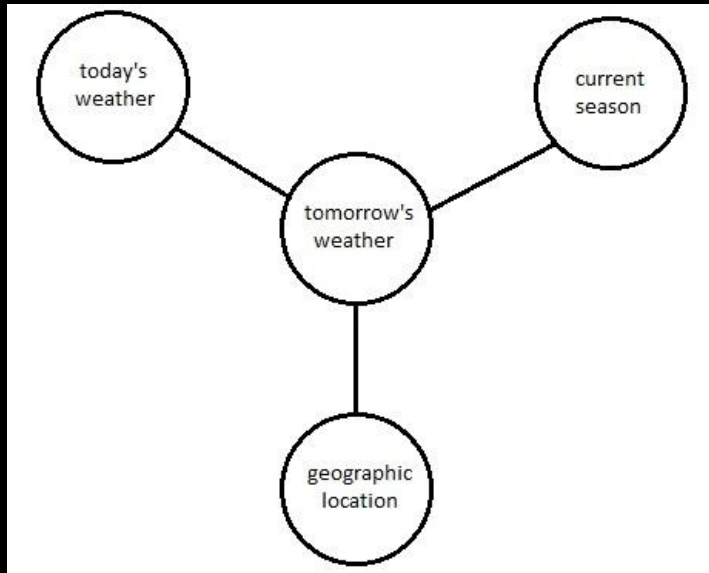 today's
weather
current
season
tomorrow's
weather
geographic
location